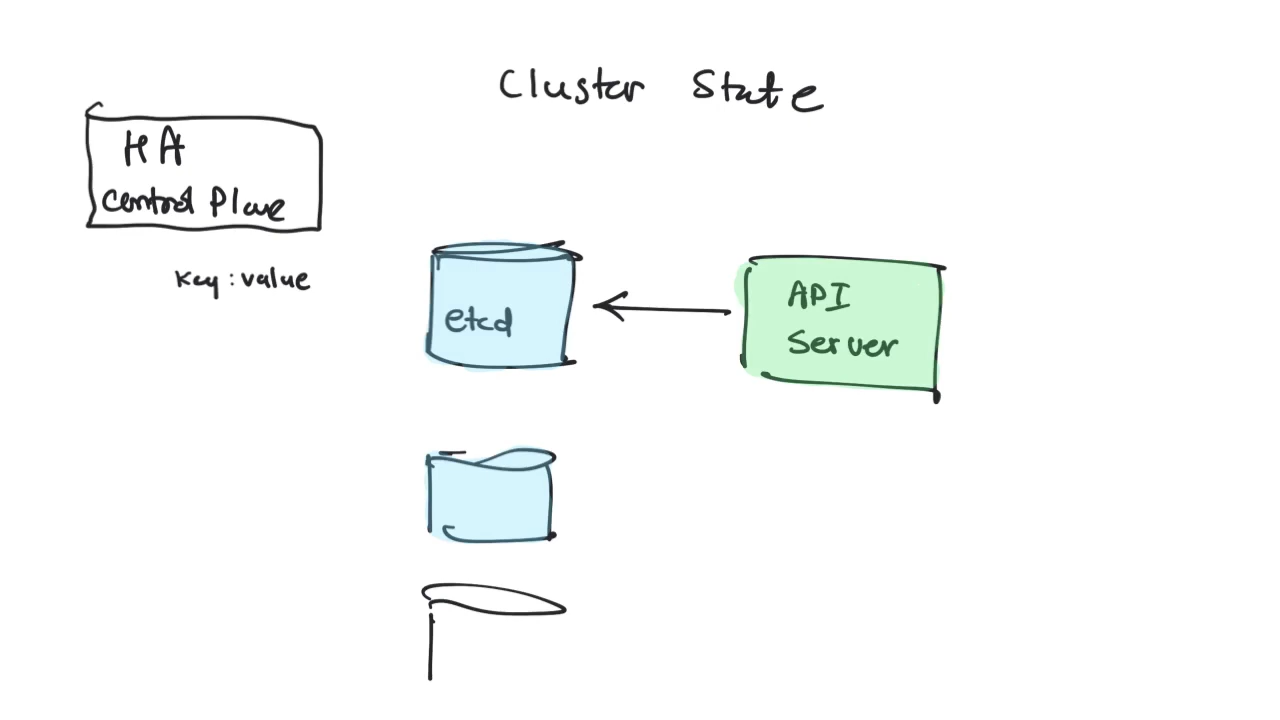 Cluster State
HA
Control Plane
Key : value
etcd
API
Server